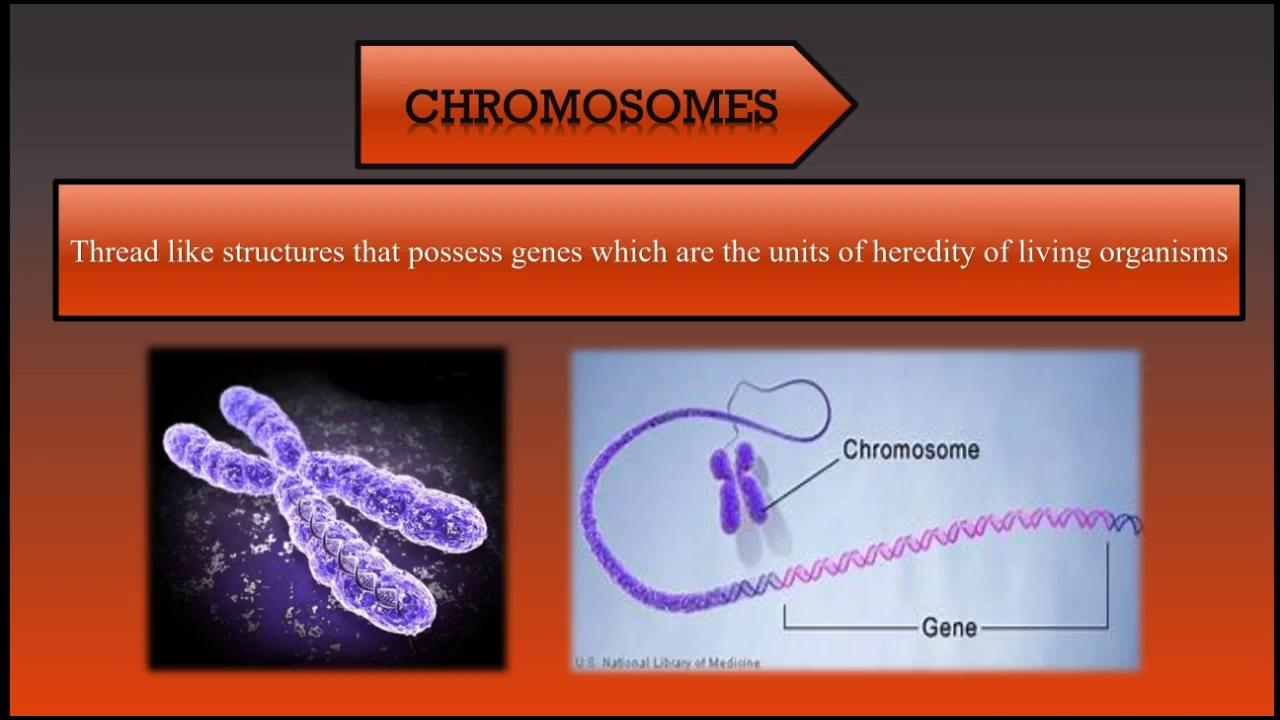 CHROMOSOMES
Thread like structures that possess genes which are the units of heredity of living organisms
Chromosome
Gene
U.S. National Library of Medicine